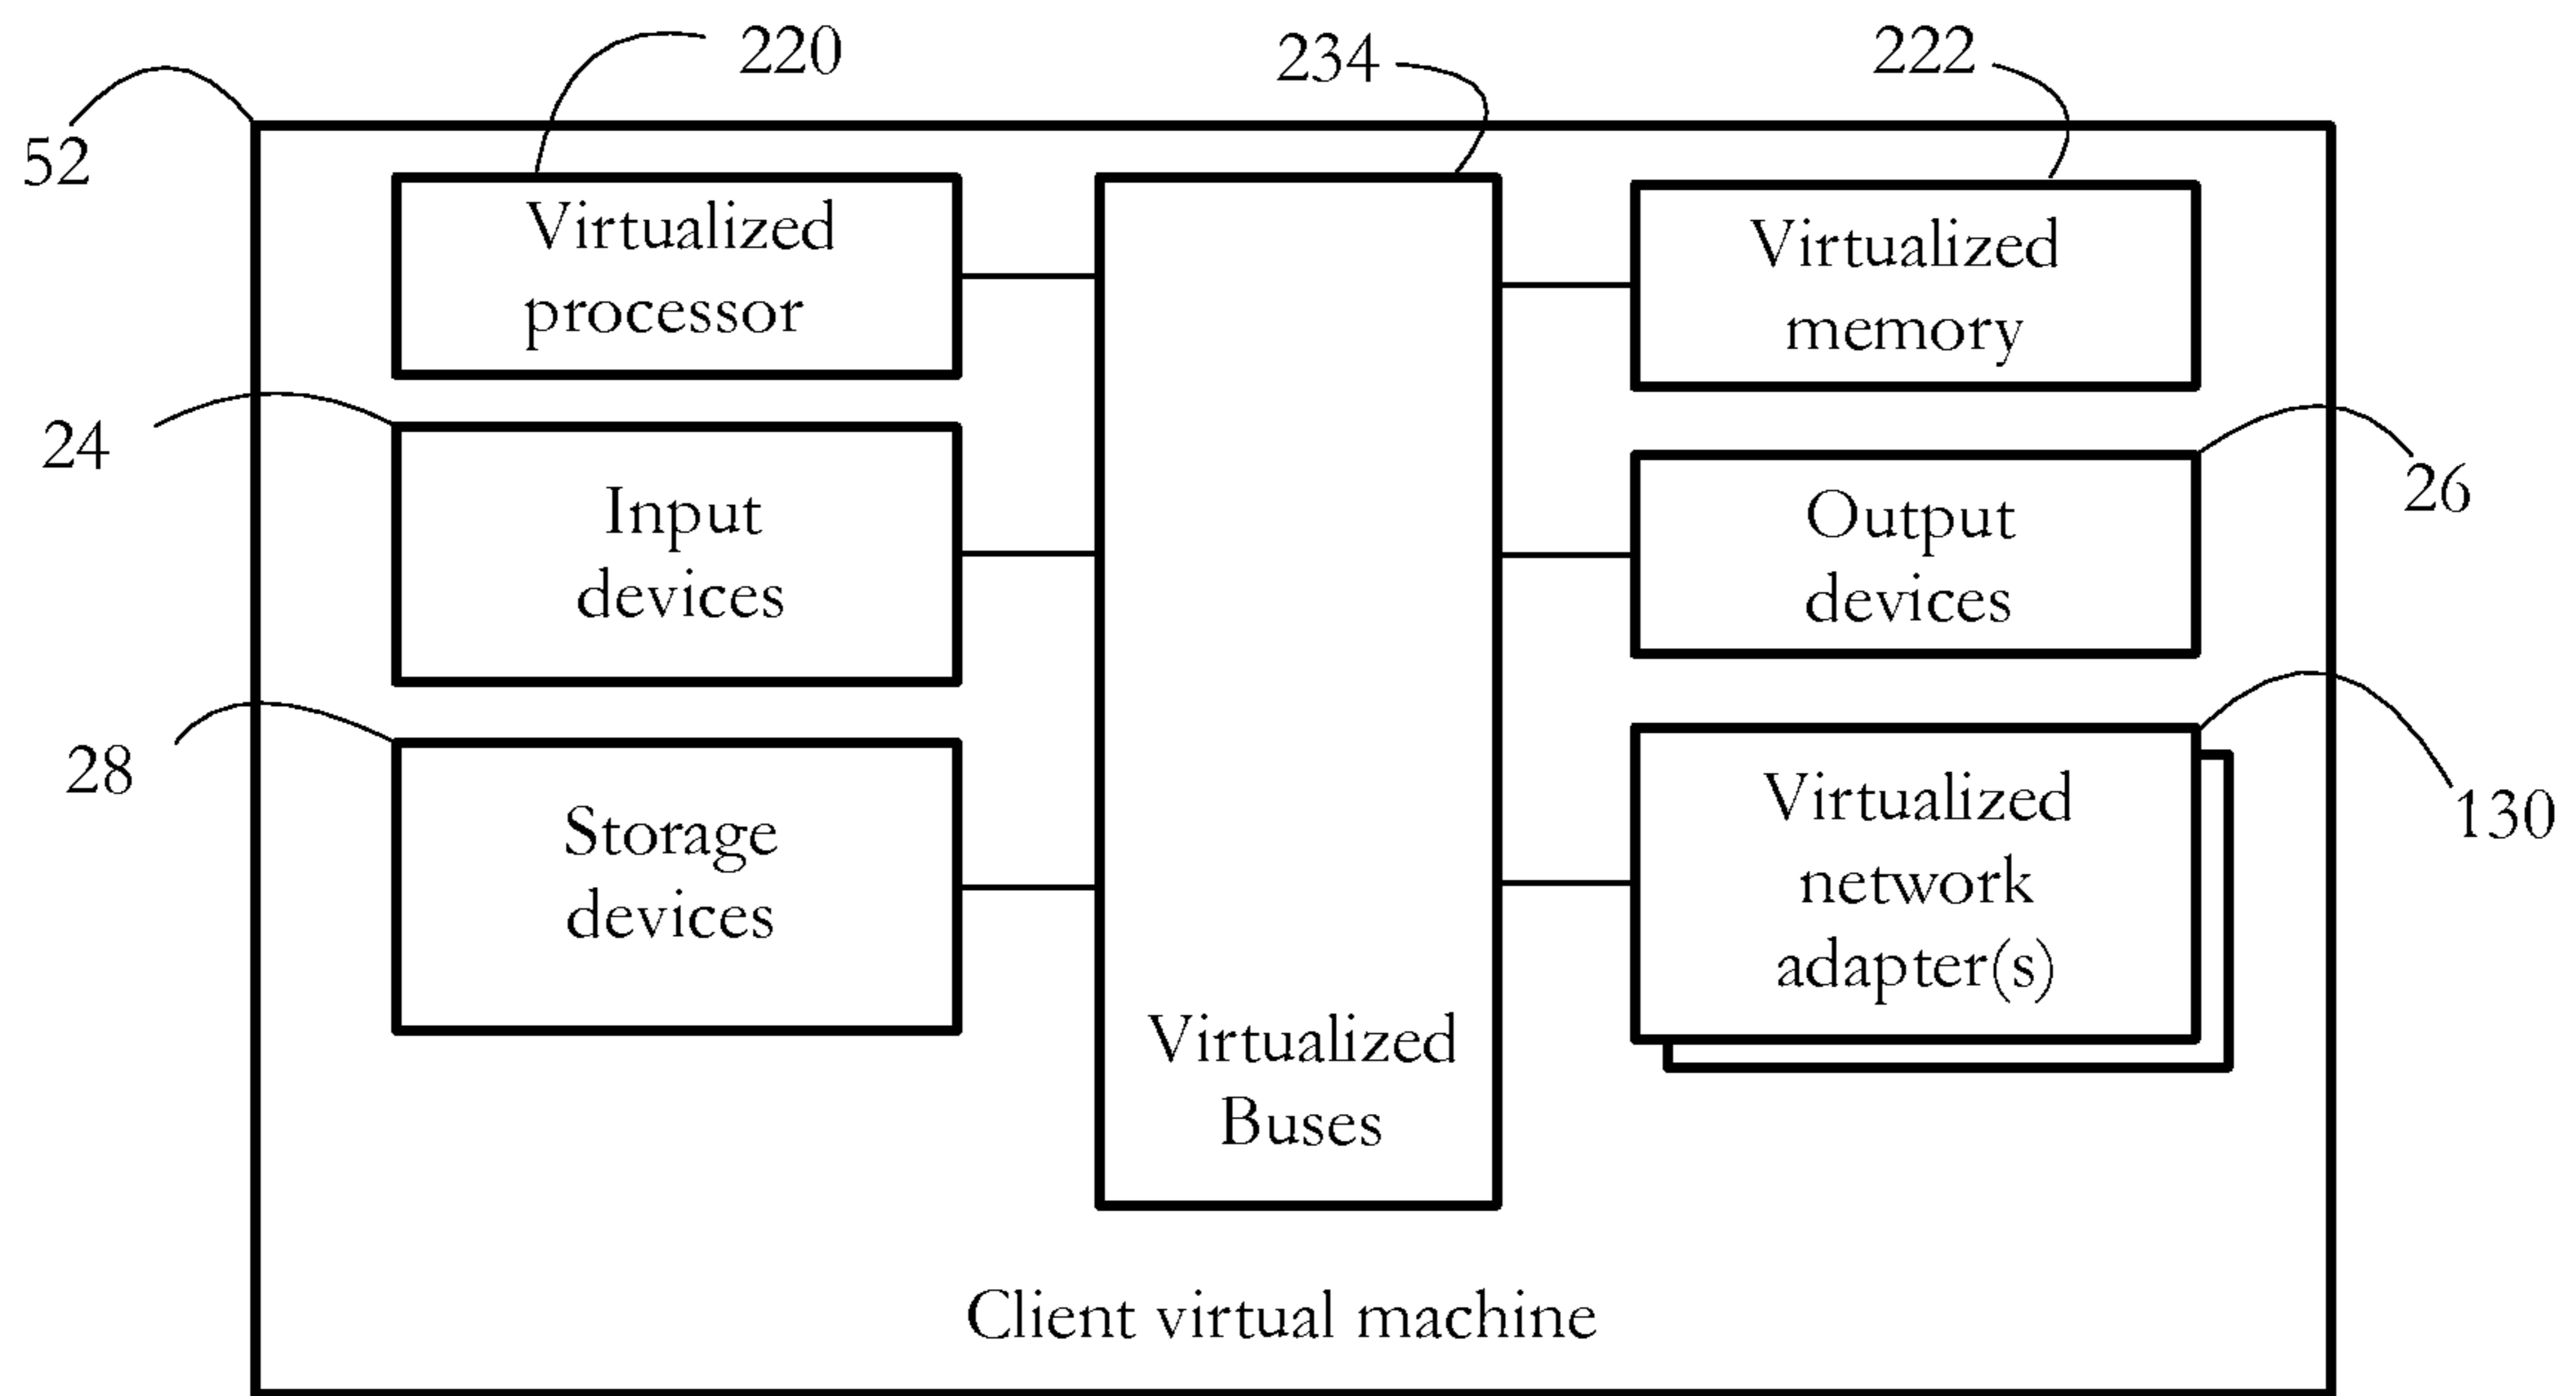 220
234
222
52
Virtualized
processor
Virtualized
memory
24
26
Input
devices
Output
devices
28
130
Storage
devices
Virtualized
network
adapter(s)
Virtualized
Buses
Client virtual machine